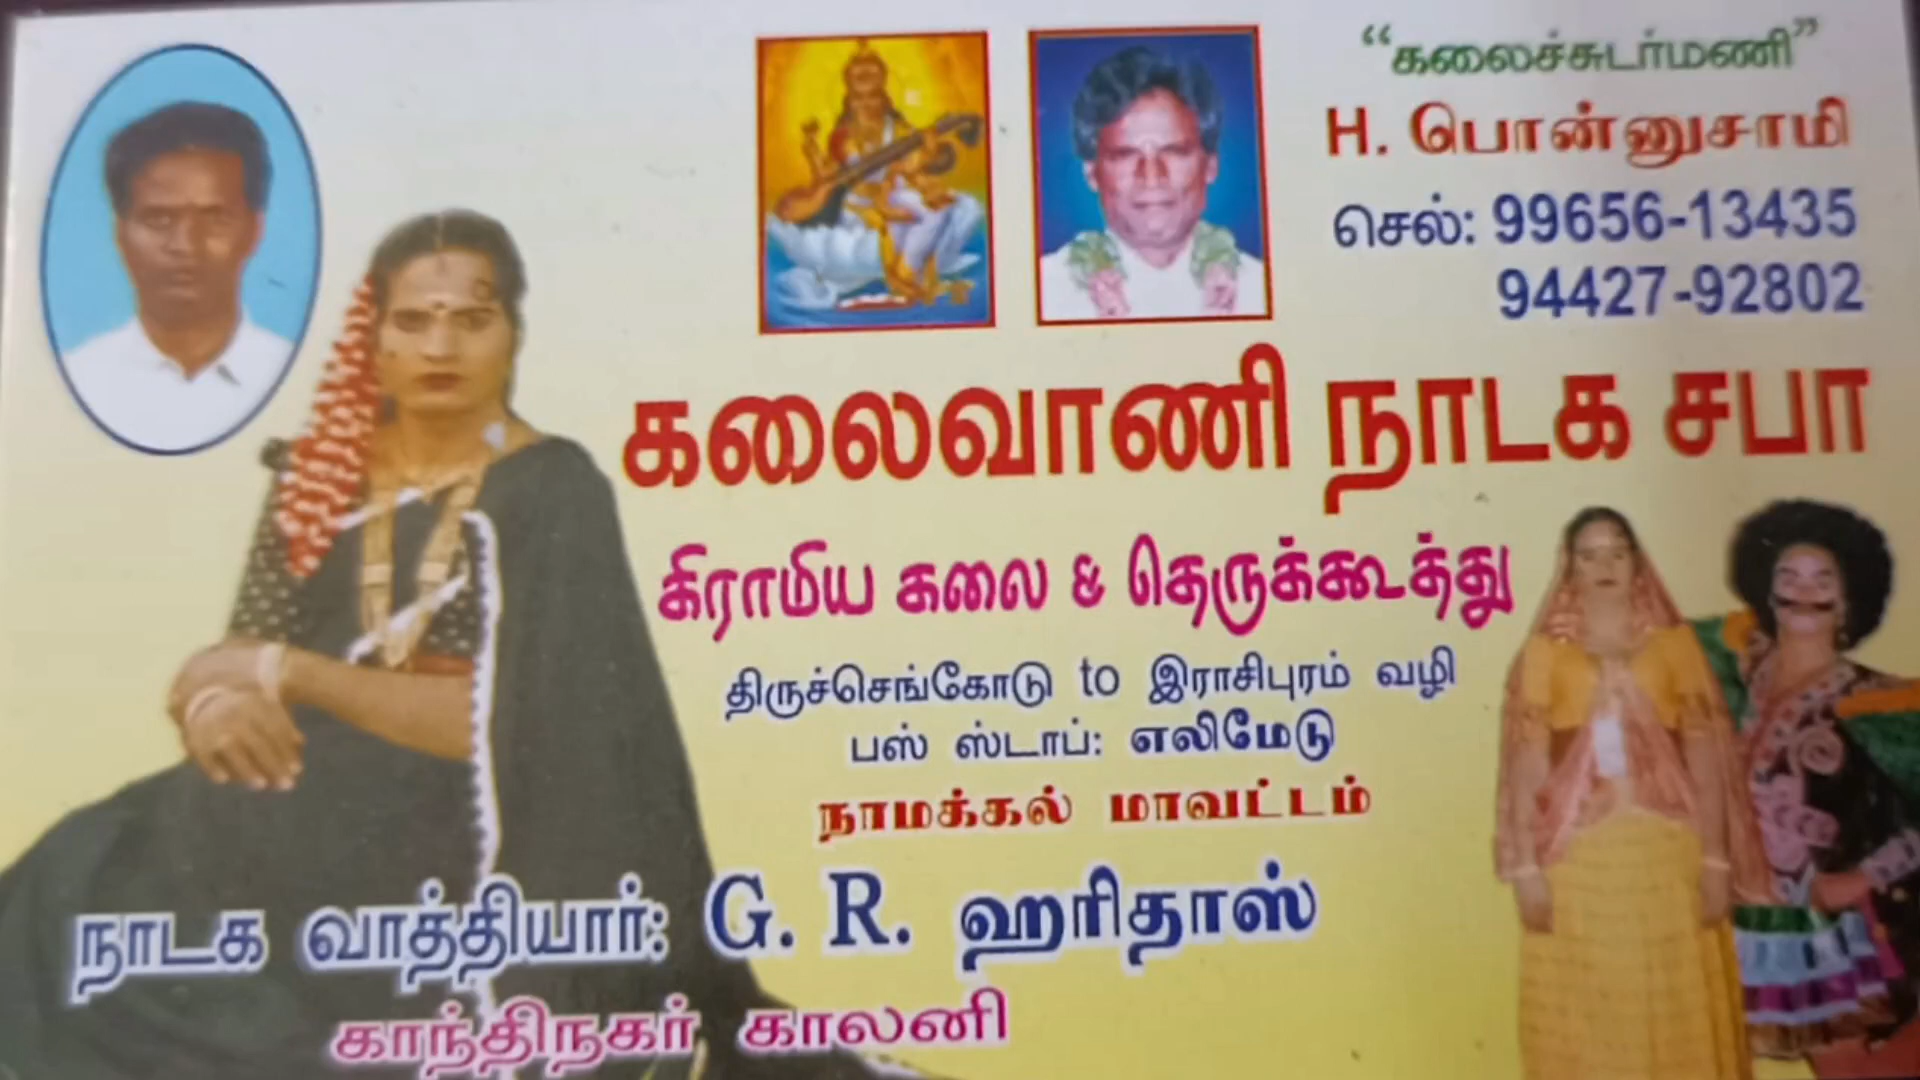 “கலைச்சுடர்மணி”
H. பொன்னுசாமி
செல்: 99656-13435
94427-92802
கலைவாணி நாடக சபா
கிராமிய கலை & தெருக்கூத்து
திருச்செங்கோடு to இராசிபுரம் வழி
பஸ் ஸ்டாப்: எலிமேடு
நாமக்கல் மாவட்டம்
நாடக வாத்தியார்: G. R. ஹரிதாஸ்
காந்திநகர் காலனி